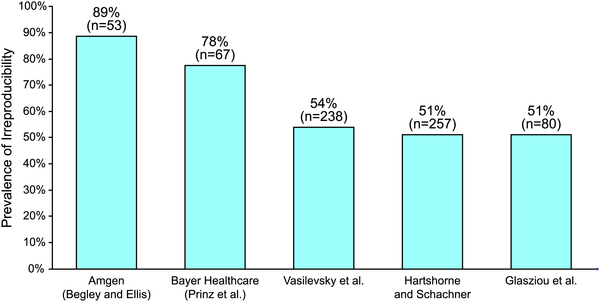 100%
90%
80%
70%
60%
50%
40%
30%
20%
10%
0%
Prevalence of Irreproducibility
89%
(n=53)
78%
(n=67)
54%
(n=238)
51%
(n=257)
51%
(n=80)
Amgen
(Begley and Ellis)
Bayer Healthcare
(Prinz et al.)
Vasilevsky et al.
Hartshorne
and Schachner
Glasziou et al.